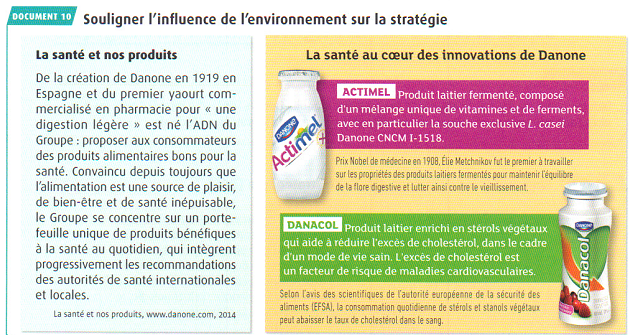 DOCUMENT 10 Souligner l'influence de l'environnement sur la stratégie
La santé et nos produits
De la création de Danone en 1919 en
Espagne et du premier yaourt com-
mercialisé en pharmacie pour « une
digestion légère » est né l'ADN du
Groupe : proposer aux consommateurs
des produits alimentaires bons pour la
santé. Convaincu depuis toujours que
l'alimentation est une source de plaisir,
de bien-être et de santé inépuisable,
le Groupe se concentre sur un porte-
feuille unique de produits bénéfiques
à la santé au quotidien, qui intègrent
progressivement les recommandations
des autorités de santé internationales
et locales.
La santé et nos produits, www.danone.com, 2014
La santé au cœur des innovations de Danone
DANONE
Actimel
ACTIMEL Produit laitier fermenté, composé
d'un mélange unique de vitamines et de ferments,
avec en particulier la souche exclusive L. casei
Danone CNCM I-1518.
Prix Nobel de médecine en 1908, Élie Metchnikov fut le premier à travailler
sur les propriétés des produits laitiers fermentés pour maintenir l'équilibre
de la flore digestive et lutter ainsi contre le vieillissement.
DANACOL Produit laitier enrichi en stérols végétaux
qui aide à réduire l'excès de cholestérol, dans le cadre
d'un mode de vie sain. L'excès de cholestérol est
un facteur de risque de maladies cardiovasculaires.
Danacol
Selon l'avis des scientifiques de l'autorité européenne de la sécurité des
aliments (EFSA), la consommation quotidienne de stérols et stanols végétaux
peut abaisser le taux de cholestérol dans le sang.